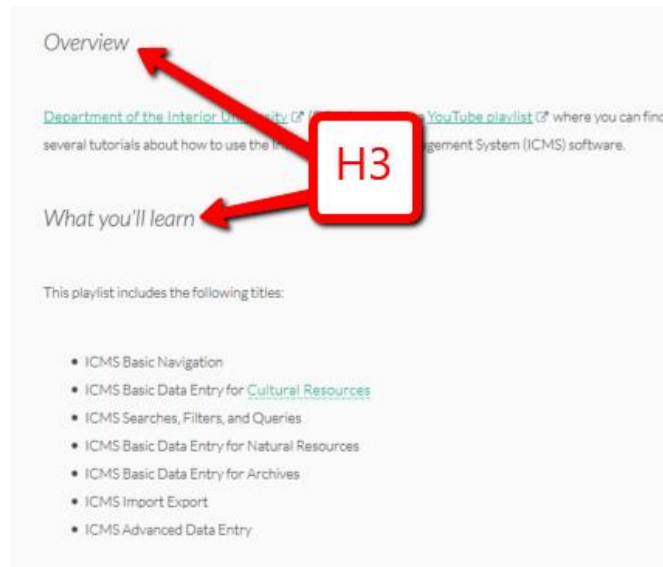 Overview
Department of the Interior YouTube playlist where you can find
several tutorials about how to use the gement System (ICMS) software.
H3
What you'll learn
This playlist includes the following titles:
• ICMS Basic Navigation
• ICMS Basic Data Entry for Cultural Resources
• ICMS Searches, Filters, and Queries
• ICMS Basic Data Entry for Natural Resources
• ICMS Basic Data Entry for Archives
• ICMS Import Export
• ICMS Advanced Data Entry